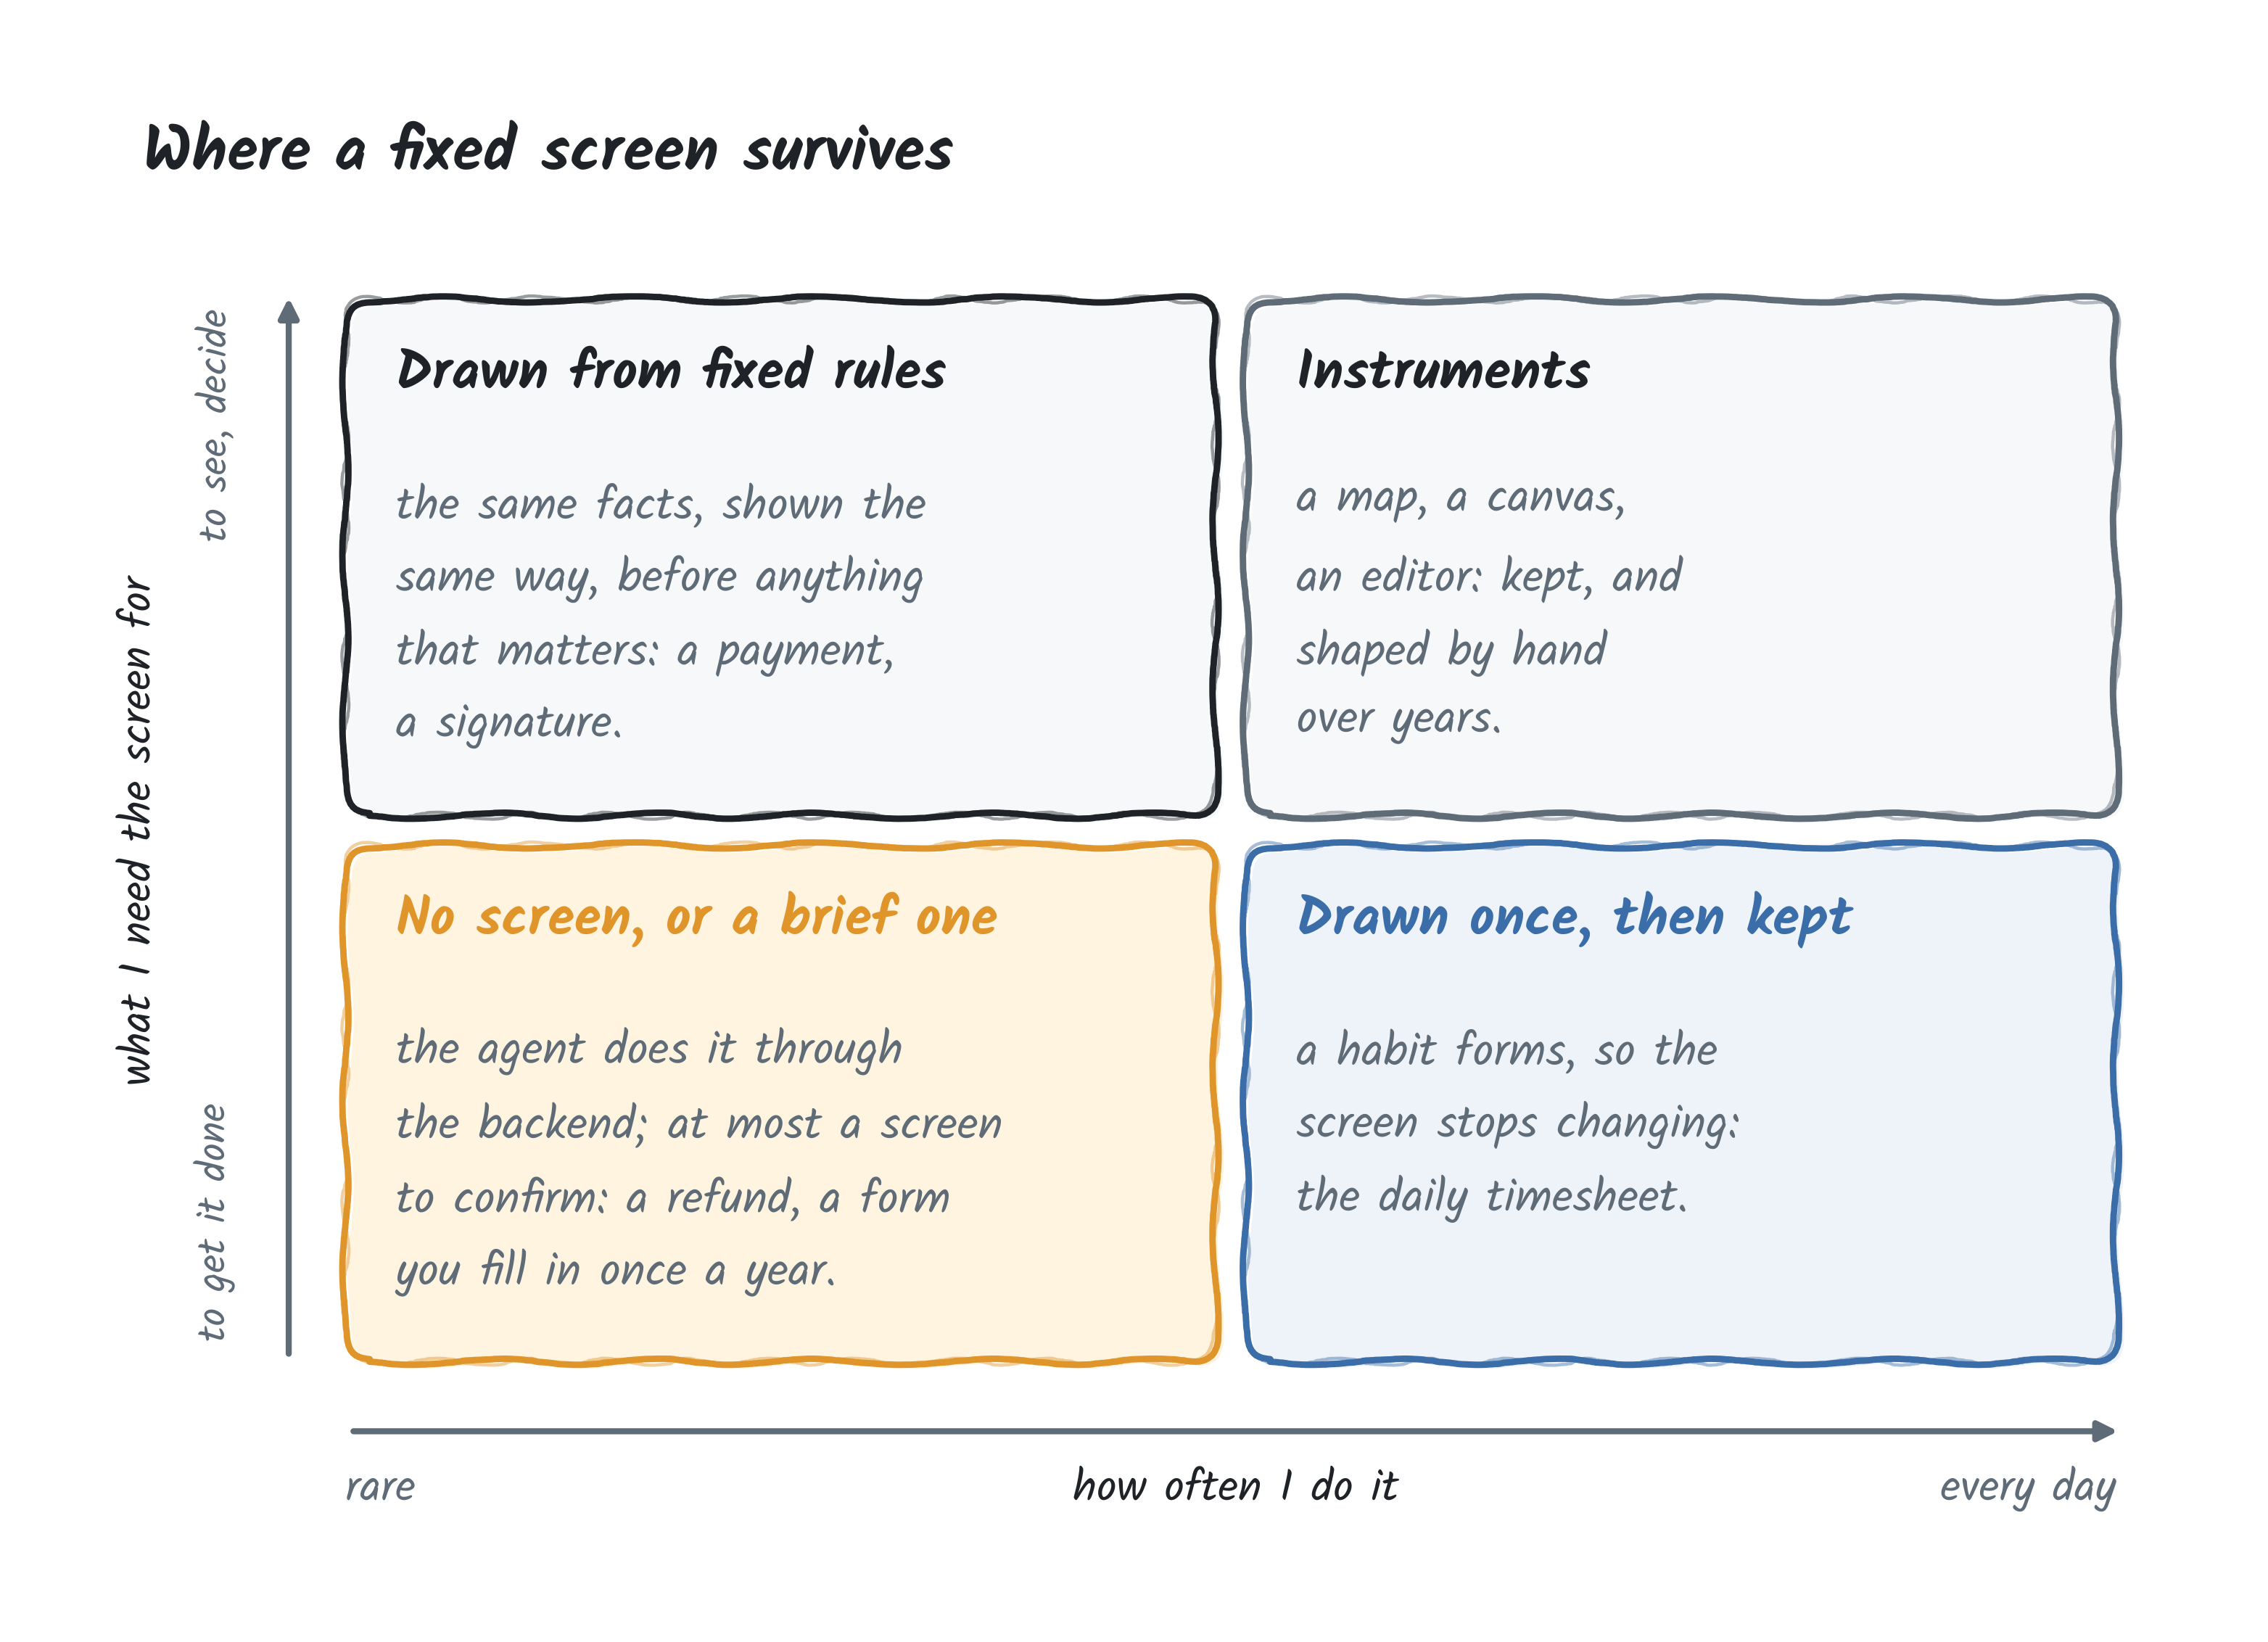 Where a fixed screen survives
what I need the screen for
to see, decide
to get it done
Drawn from fixed rules
the same facts, shown the
same way, before anything
that matters: a payment,
a signature.
Instruments
a map, a canvas,
an editor: kept, and
shaped by hand
over years.
No screen, or a brief one
the agent does it through
the backend; at most a screen
to confirm: a refund, a form
you fill in once a year.
Drawn once, then kept
a habit forms, so the
screen stops changing:
the daily timesheet.
rare
how often I do it
every day